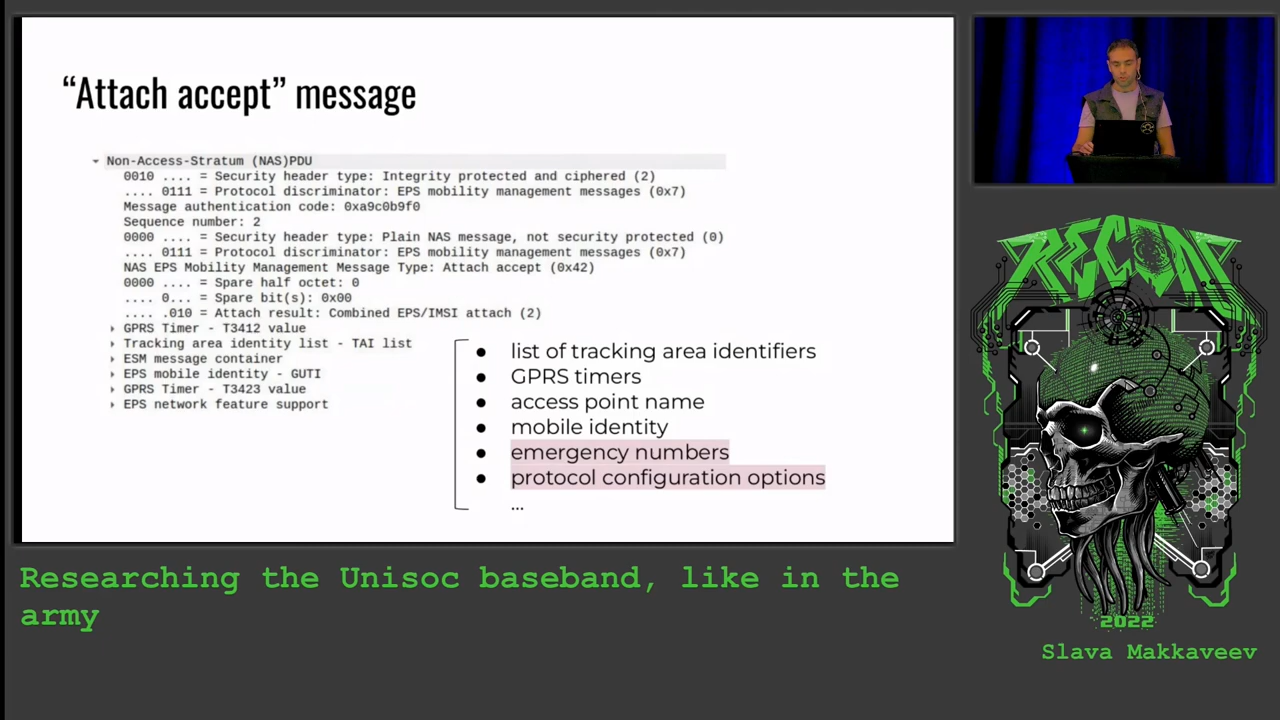 “Attach accept” message
Non-Access-Stratum (NAS)PDU
0010 .... = Security header type: Integrity protected and ciphered (2)
.... 0111 = Protocol discriminator: EPS mobility management messages (0x7)
Message authentication code: 0xa9c0b9f0
Sequence number: 2
0000 .... = Security header type: Plain NAS message, not security protected (0)
.... 0111 = Protocol discriminator: EPS mobility management messages (0x7)
NAS EPS Mobility Management Message Type: Attach accept (0x42)
0000 .... = Spare half octet: 0
.... 0... = Spare bit(s): 0x00
.... .010 = Attach result: Combined EPS/IMSI attach (2)
GPRS Timer - T3412 value
Tracking area identity list - TAI list
ESM message container
EPS mobile identity - GUTI
GPRS Timer - T3423 value
EPS network feature support
● list of tracking area identifiers
● GPRS timers
● access point name
● mobile identity
● emergency numbers
● protocol configuration options
...
RECON
2022
Researching the Unisoc baseband, like in the
army
Slava Makkaveev